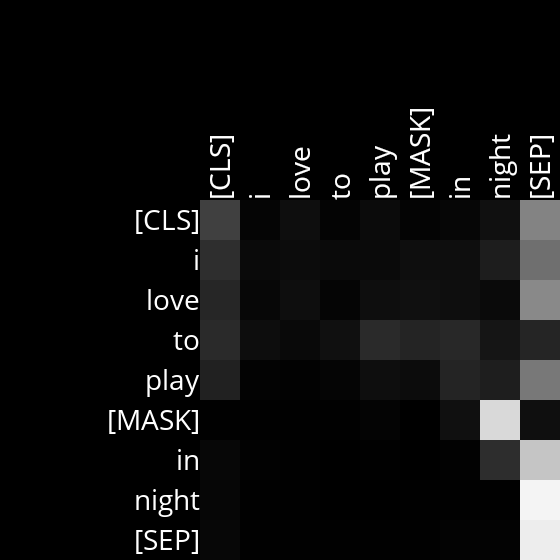 [CLS] i love to play [MASK] in night [SEP]
[CLS]
i
love
to
play
[MASK]
in
night
[SEP]